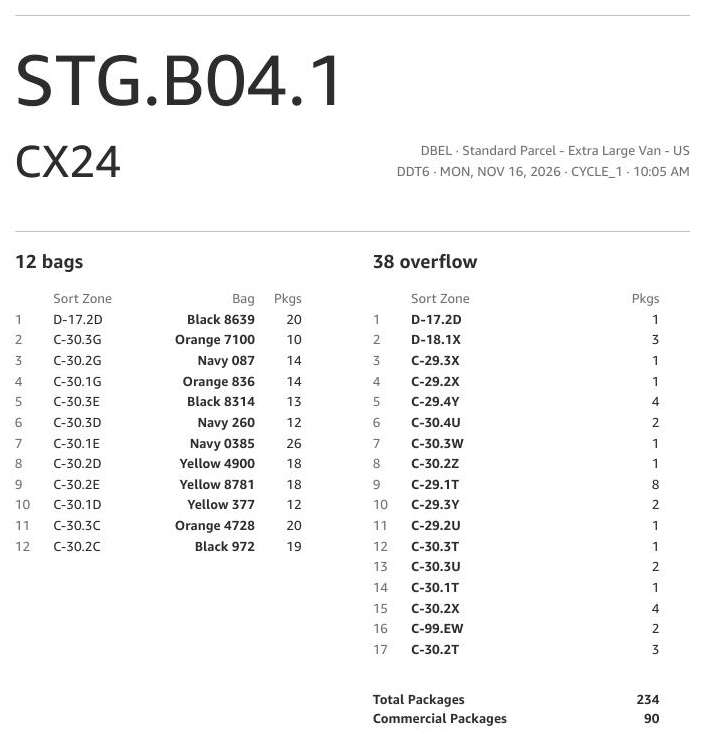 STG.B04.1
CX24
DBEL · Standard Parcel - Extra Large Van - US
DDT6 · MON, NOV 16, 2026 · CYCLE_1 · 10:05 AM
12 bags
Sort Zone Bag Pkgs
1 D-17.2D Black 8639 20
2 C-30.3G Orange 7100 10
3 C-30.2G Navy 087 14
4 C-30.1G Orange 836 14
5 C-30.3E Black 8314 13
6 C-30.3D Navy 260 12
7 C-30.1E Navy 0385 26
8 C-30.2D Yellow 4900 18
9 C-30.2E Yellow 8781 18
10 C-30.1D Yellow 377 12
11 C-30.3C Orange 4728 20
12 C-30.2C Black 972 19
38 overflow
Sort Zone Pkgs
1 D-17.2D 1
2 D-18.1X 3
3 C-29.3X 1
4 C-29.2X 1
5 C-29.4Y 4
6 C-30.4U 2
7 C-30.3W 1
8 C-30.2Z 1
9 C-29.1T 8
10 C-29.3Y 2
11 C-29.2U 1
12 C-30.3T 1
13 C-30.3U 2
14 C-30.1T 1
15 C-30.2X 4
16 C-99.EW 2
17 C-30.2T 3
Total Packages 234
Commercial Packages 90